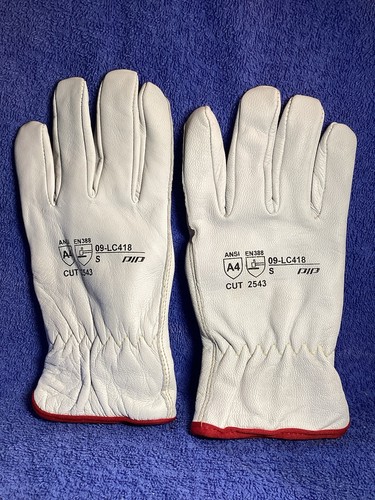 ANSI EN388
A4
09-LC418
S pip
CUT 2543
ANSI EN388
A4
09-LC418
S pip
CUT 2543